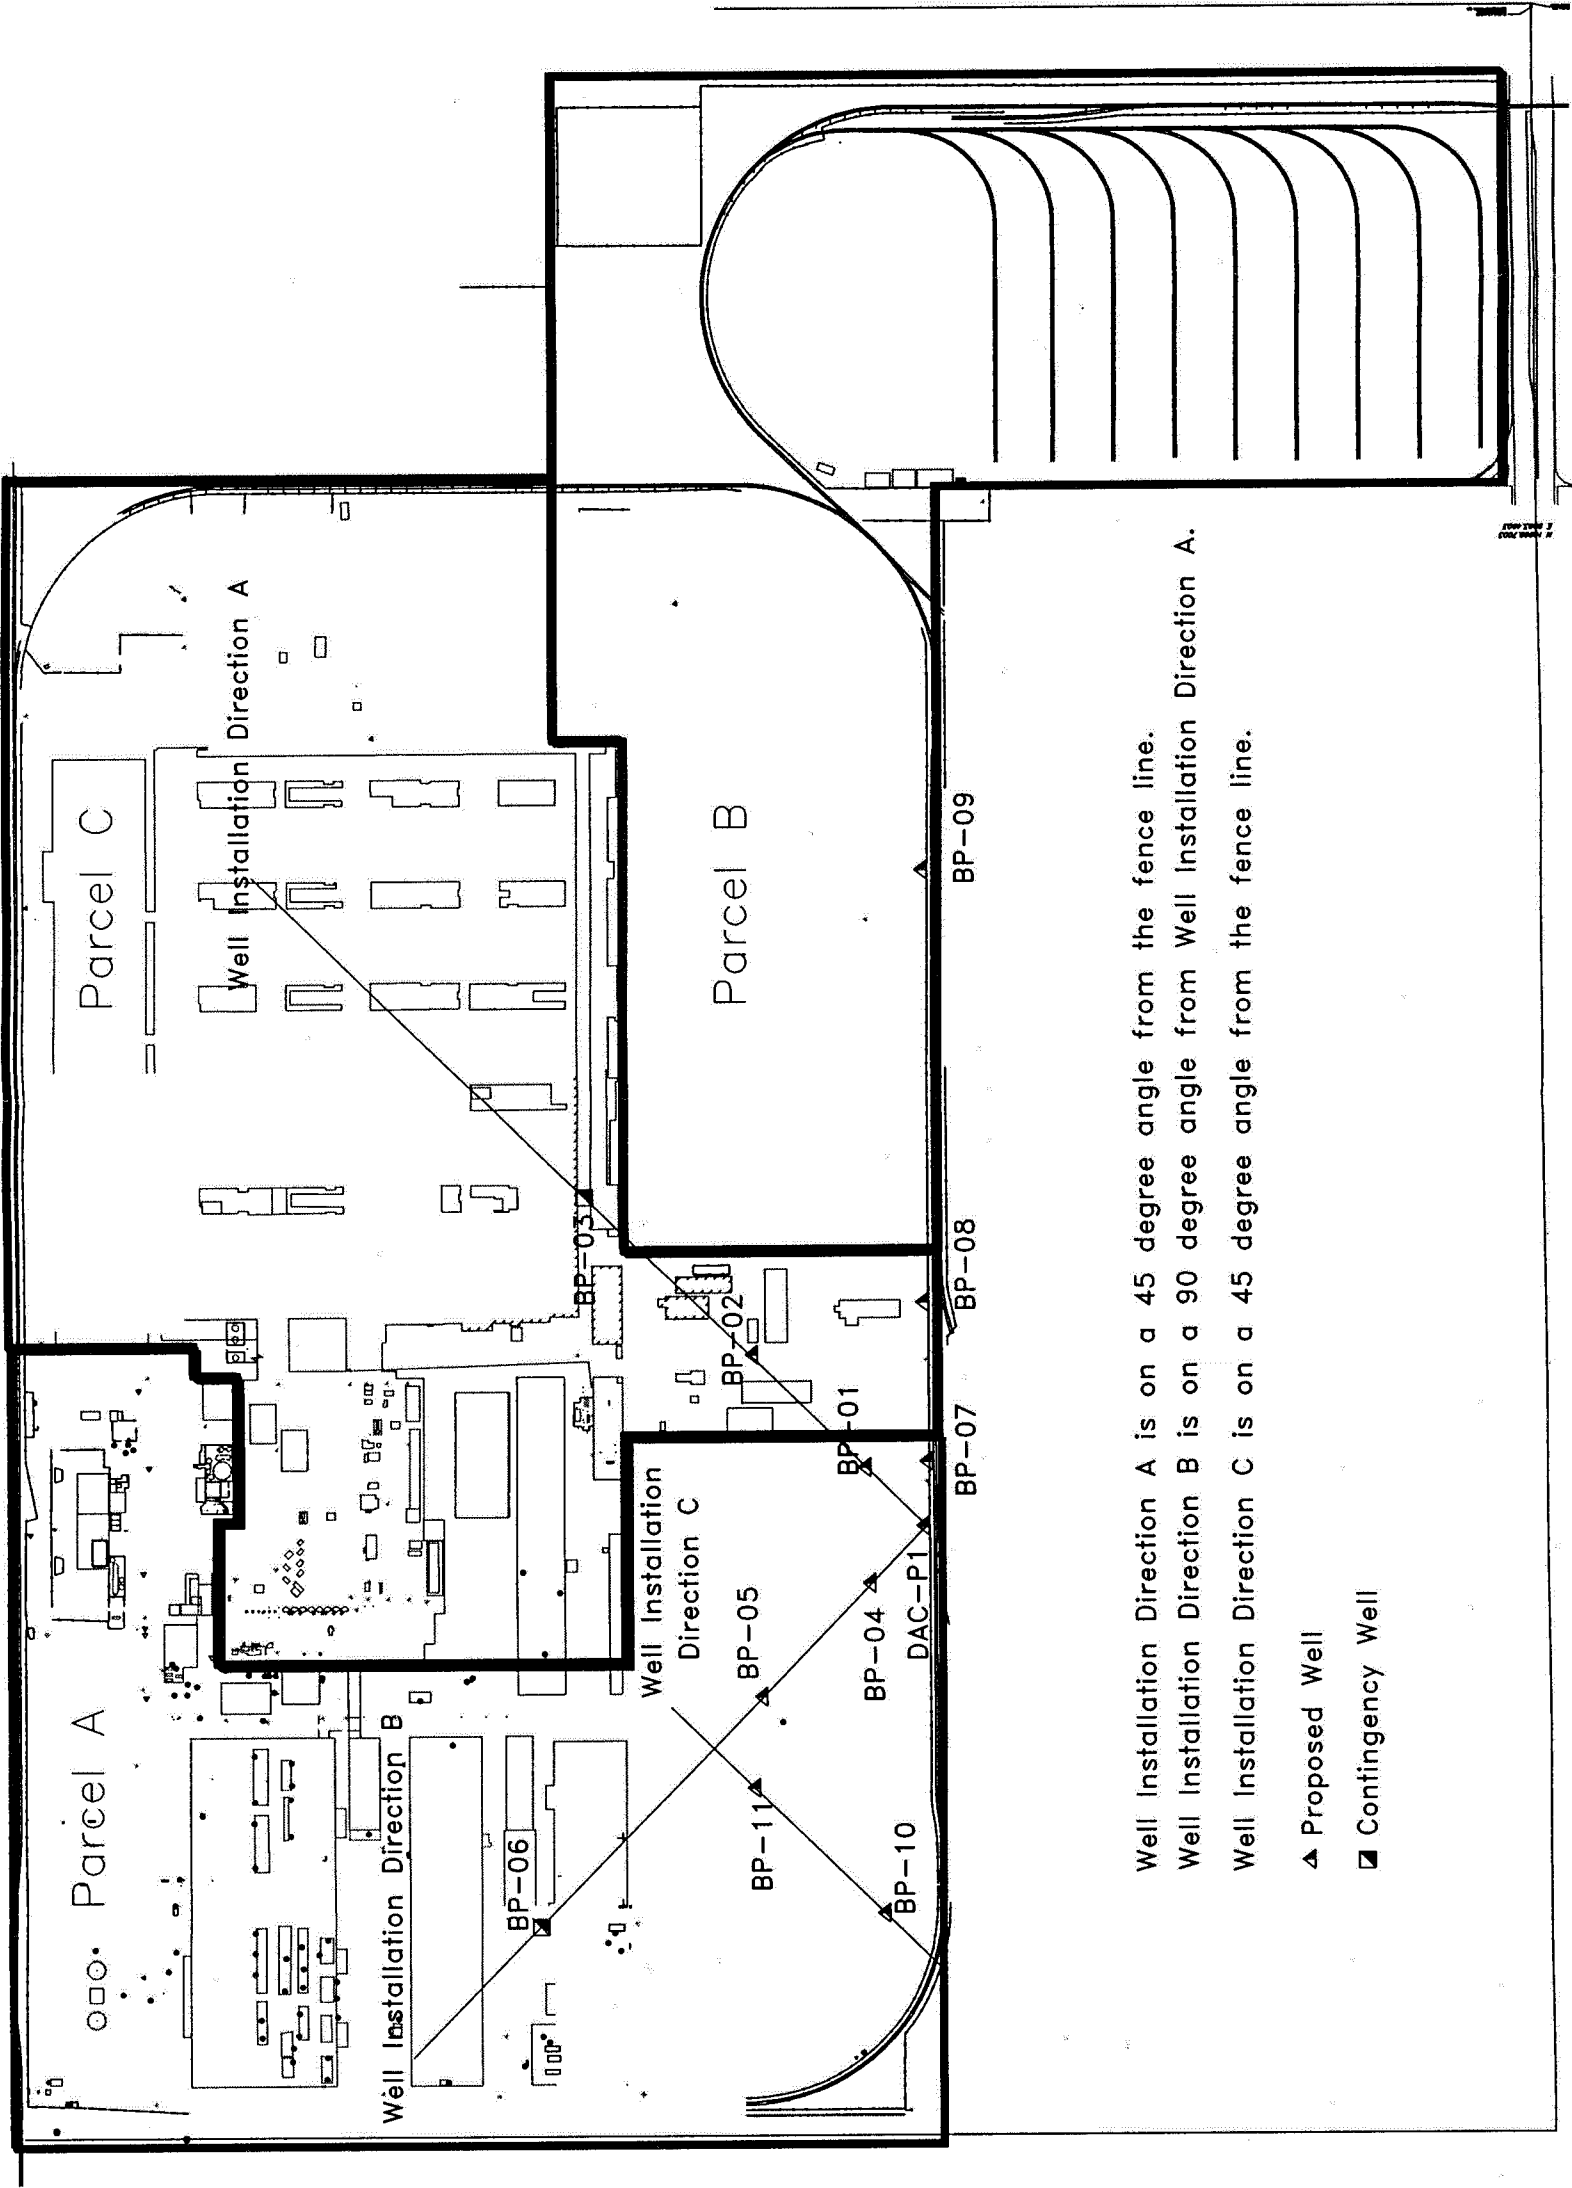 Parcel C
Well Installation Direction A
Parcel A
Parcel B
BP-03
BP-02
BP-01
BP-09
BP-08
BP-07
Well Installation
Direction C
BP-05
BP-04
DAC-P1
Well Installation Direction B
BP-06
BP-11
BP-10
Well Installation Direction A is on a 45 degree angle from the fence line.
Well Installation Direction B is on a 90 degree angle from Well Installation Direction A.
Well Installation Direction C is on a 45 degree angle from the fence line.
Proposed Well
Contingency Well